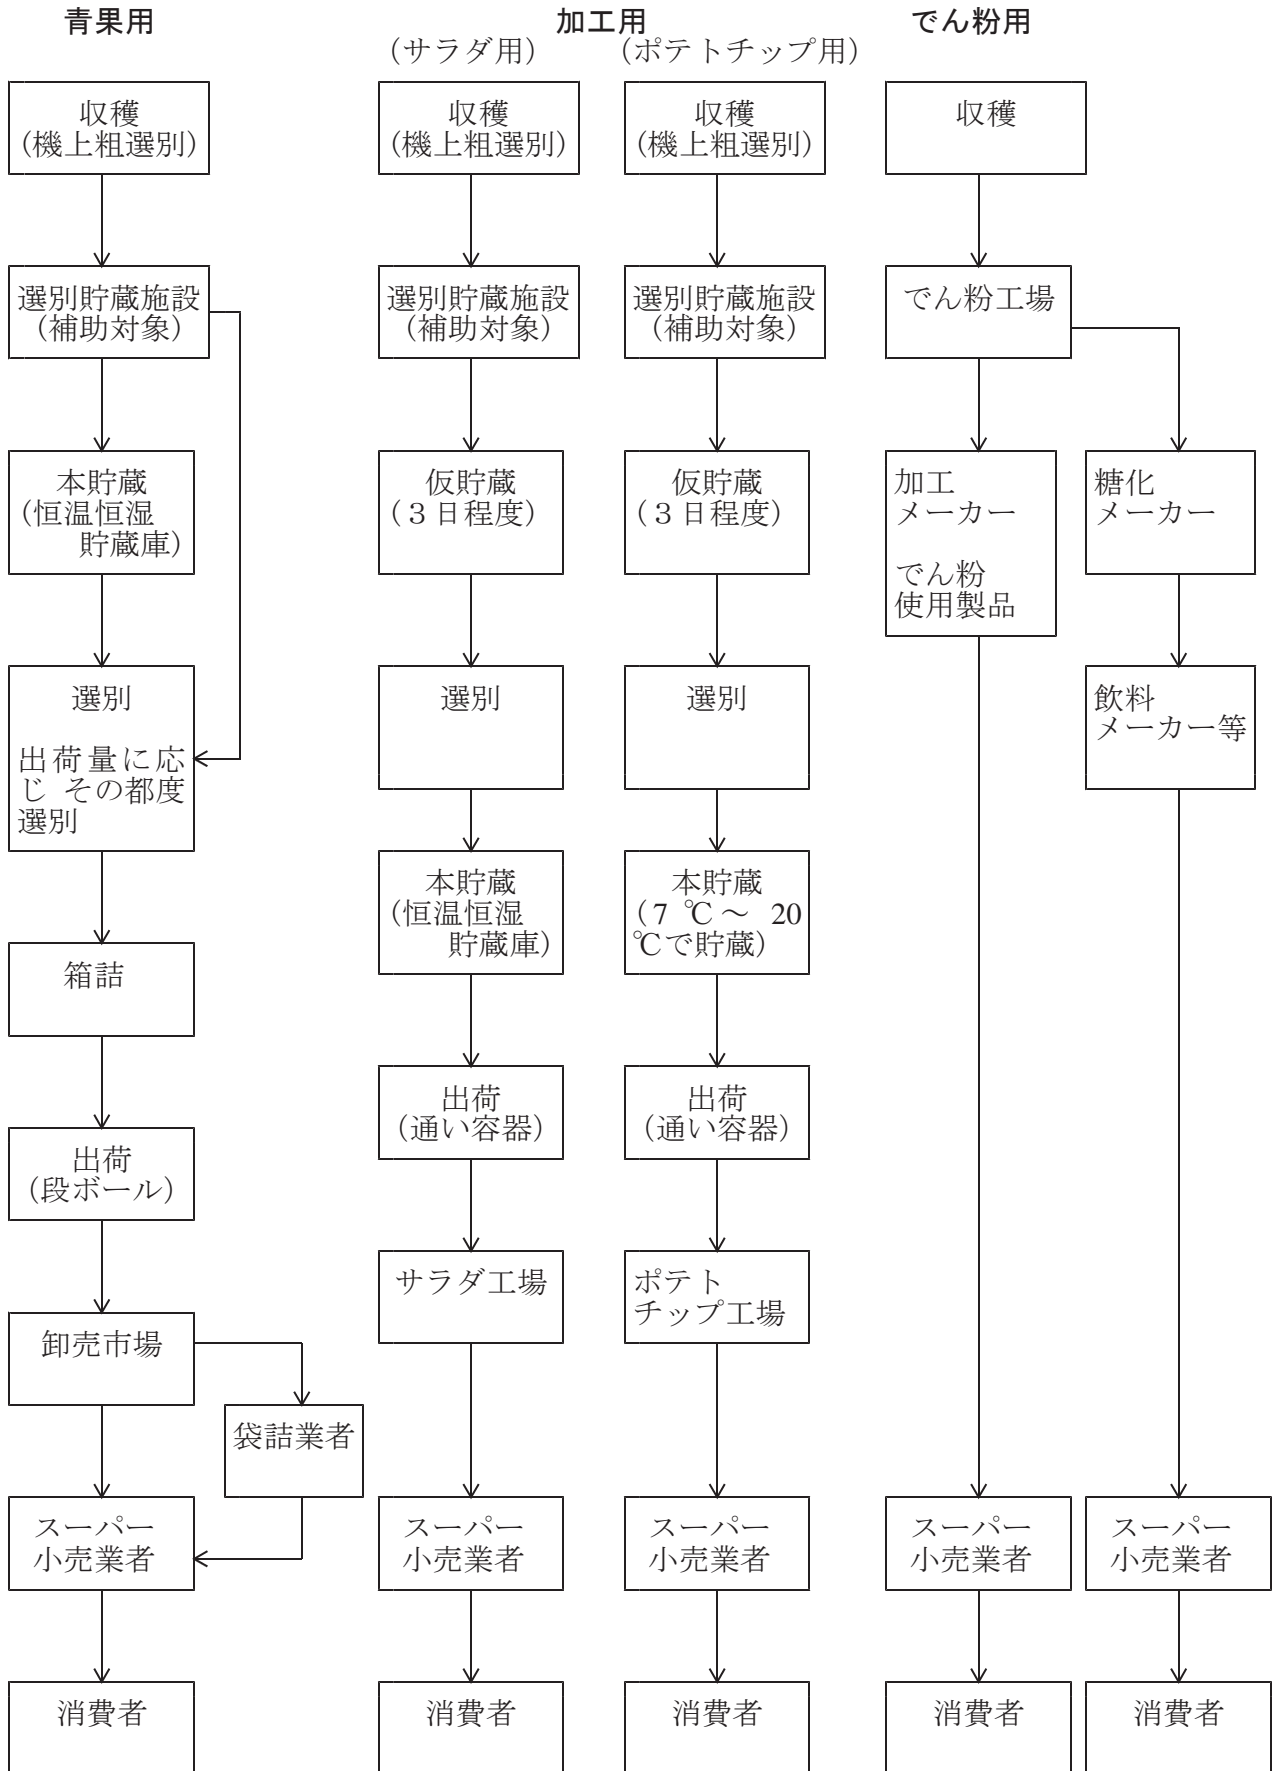 青果用
加工用
でん粉用
(サラダ用)
(ポテトチップ用)
収穫
(機上粗選別)
選別貯蔵施設
(補助対象)
本貯蔵
(恒温恒湿
貯蔵庫)
選別
出荷量に応
じ その都度
選別
箱詰
出荷
(段ボール)
卸売市場
袋詰業者
スーパー
小売業者
消費者
収穫
(機上粗選別)
選別貯蔵施設
(補助対象)
仮貯蔵
(３日程度)
選別
本貯蔵
(恒温恒湿
貯蔵庫)
出荷
(通い容器)
サラダ工場
スーパー
小売業者
消費者
収穫
(機上粗選別)
選別貯蔵施設
(補助対象)
仮貯蔵
(３日程度)
選別
本貯蔵
(7 ℃～ 20
℃で貯蔵)
出荷
(通い容器)
ポテト
チップ工場
スーパー
小売業者
消費者
収穫
でん粉工場
加工
メーカー
でん粉
使用製品
スーパー
小売業者
消費者
糖化
メーカー
飲料
メーカー等
スーパー
小売業者
消費者